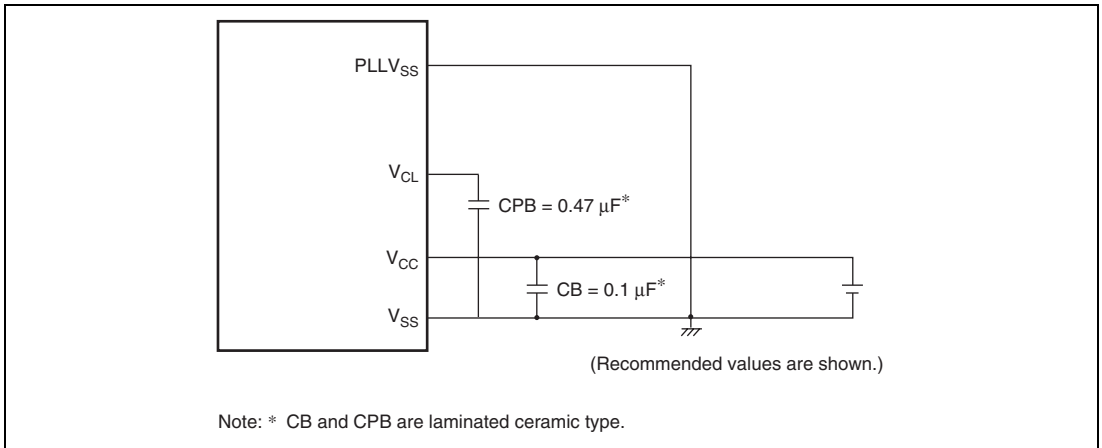 PLLVSS
VCL
CPB = 0.47 μF*
VCC
CB = 0.1 μF*
VSS
(Recommended values are shown.)
Note: * CB and CPB are laminated ceramic type.